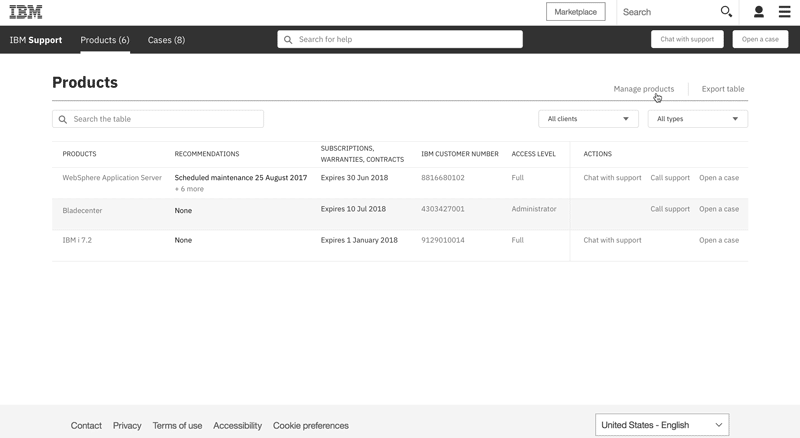 IBM
Marketplace
Search
IBM Support
Products (6)
Cases (8)
Search for help
Chat with support
Open a case
Products
Manage products
Export table
Search the table
All clients
All types
PRODUCTS
RECOMMENDATIONS
SUBSCRIPTIONS,
WARRANTIES, CONTRACTS
IBM CUSTOMER NUMBER
ACCESS LEVEL
ACTIONS
WebSphere Application Server
Scheduled maintenance 25 August 2017
+ 6 more
Expires 30 Jun 2018
8816680102
Full
Chat with support
Call support
Open a case
Bladecenter
None
Expires 10 Jul 2018
4303427001
Administrator
Call support
Open a case
IBM i 7.2
None
Expires 1 January 2018
9129010014
Full
Chat with support
Open a case
Contact
Privacy
Terms of use
Accessibility
Cookie preferences
United States - English